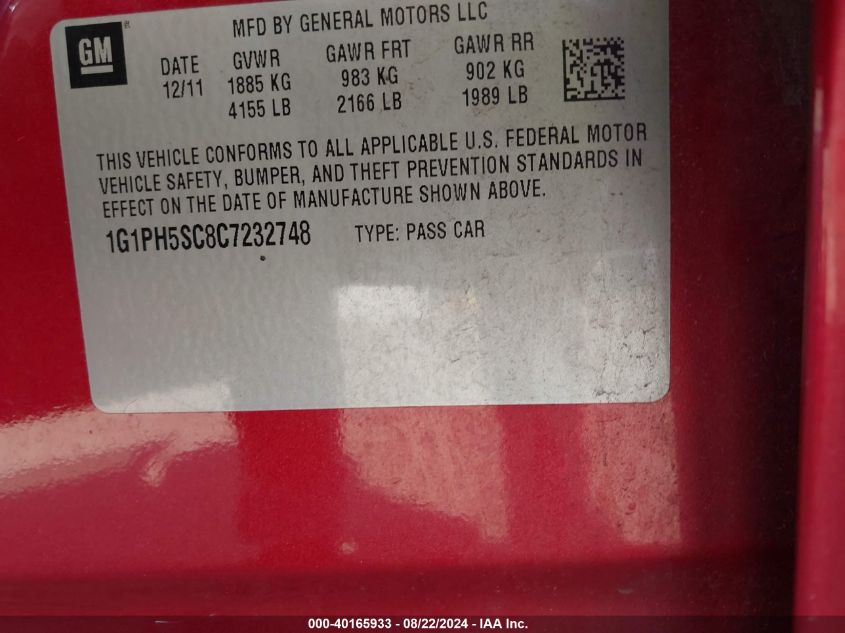 GM
MFD BY GENERAL MOTORS LLC
DATE GVWR GAWR FRT GAWR RR
12/11 1885 KG 983 KG 902 KG
4155 LB 2166 LB 1989 LB
THIS VEHICLE CONFORMS TO ALL APPLICABLE U.S. FEDERAL MOTOR
VEHICLE SAFETY, BUMPER, AND THEFT PREVENTION STANDARDS IN
EFFECT ON THE DATE OF MANUFACTURE SHOWN ABOVE.
1G1PH5SC8C7232748 TYPE: PASS CAR
000-40165933 - 08/22/2024 - IAA Inc.